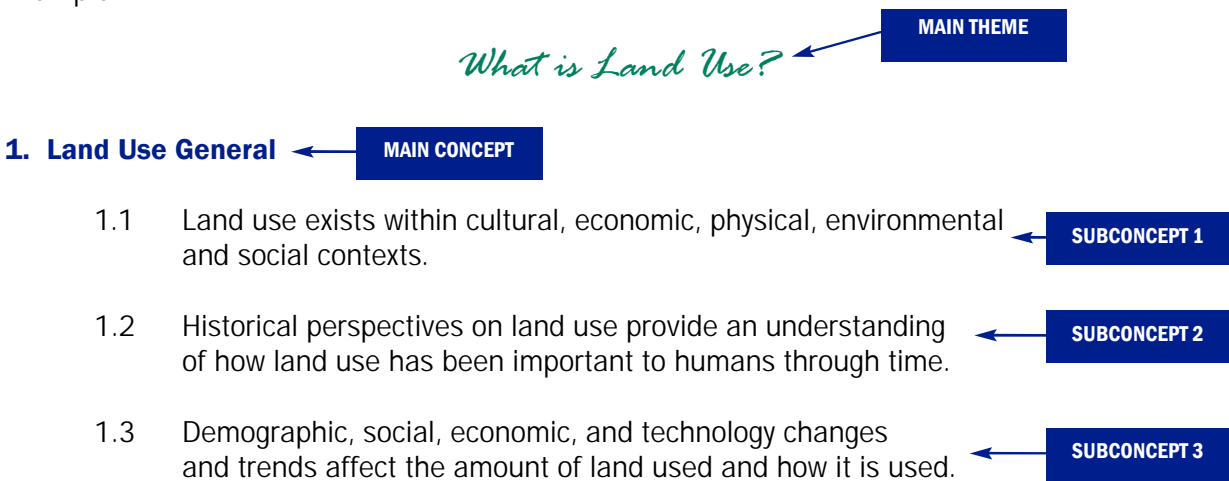 MAIN THEME
What is Land Use?
1. Land Use General
MAIN CONCEPT
1.1 Land use exists within cultural, economic, physical, environmental
and social contexts.
SUBCONCEPT 1
1.2 Historical perspectives on land use provide an understanding
of how land use has been important to humans through time.
SUBCONCEPT 2
1.3 Demographic, social, economic, and technology changes
and trends affect the amount of land used and how it is used.
SUBCONCEPT 3